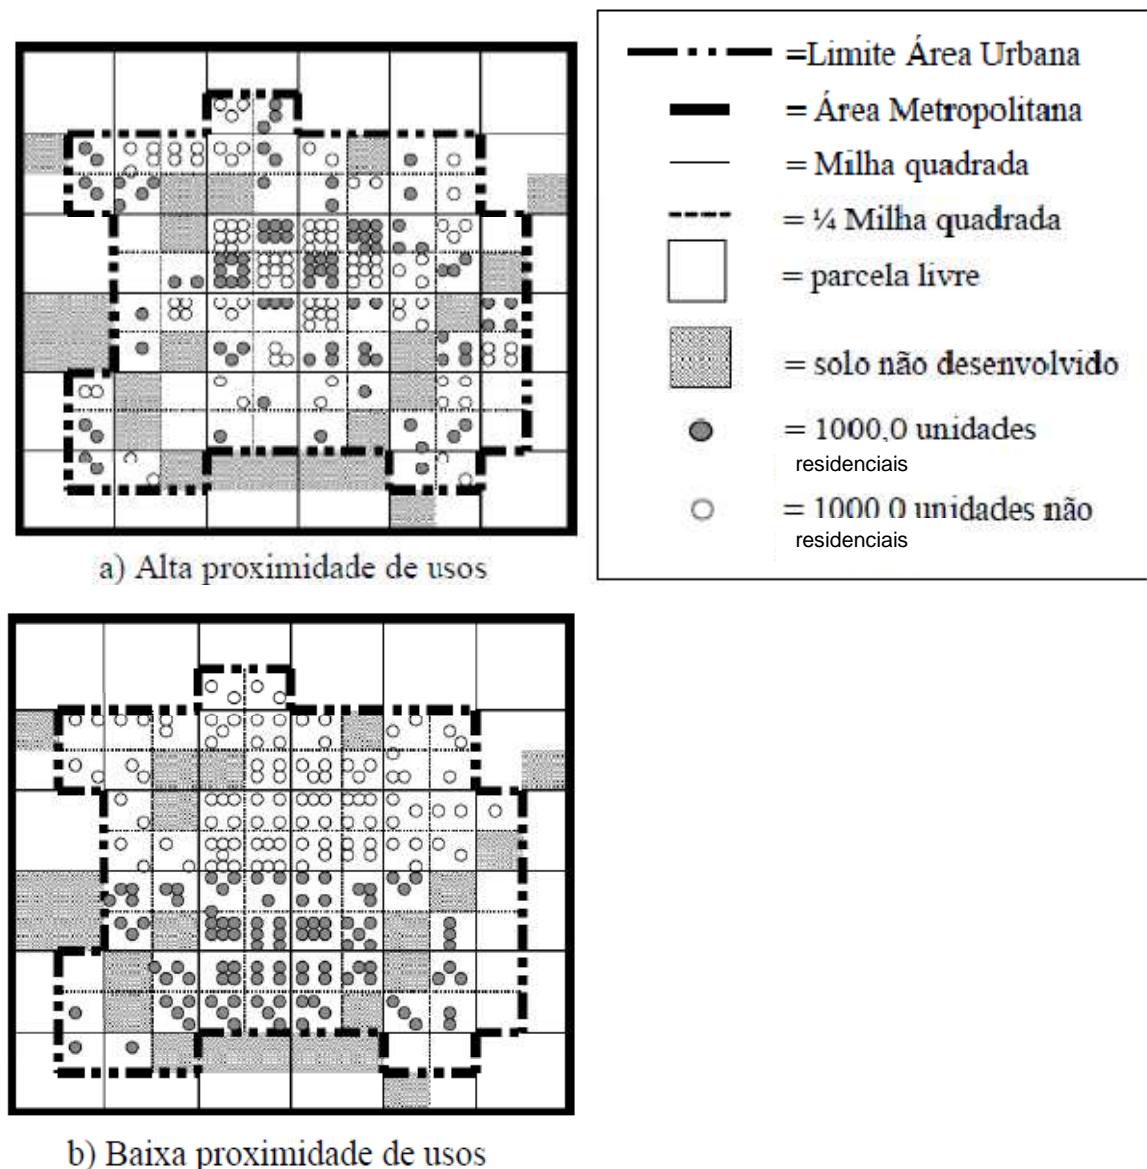 =Limite Área Urbana
= Área Metropolitana
= Milha quadrada
= ¼ Milha quadrada
= parcela livre
= solo não desenvolvido
= 1000,0 unidades
residenciais
= 1000 0 unidades não
residenciais
a) Alta proximidade de usos
b) Baixa proximidade de usos